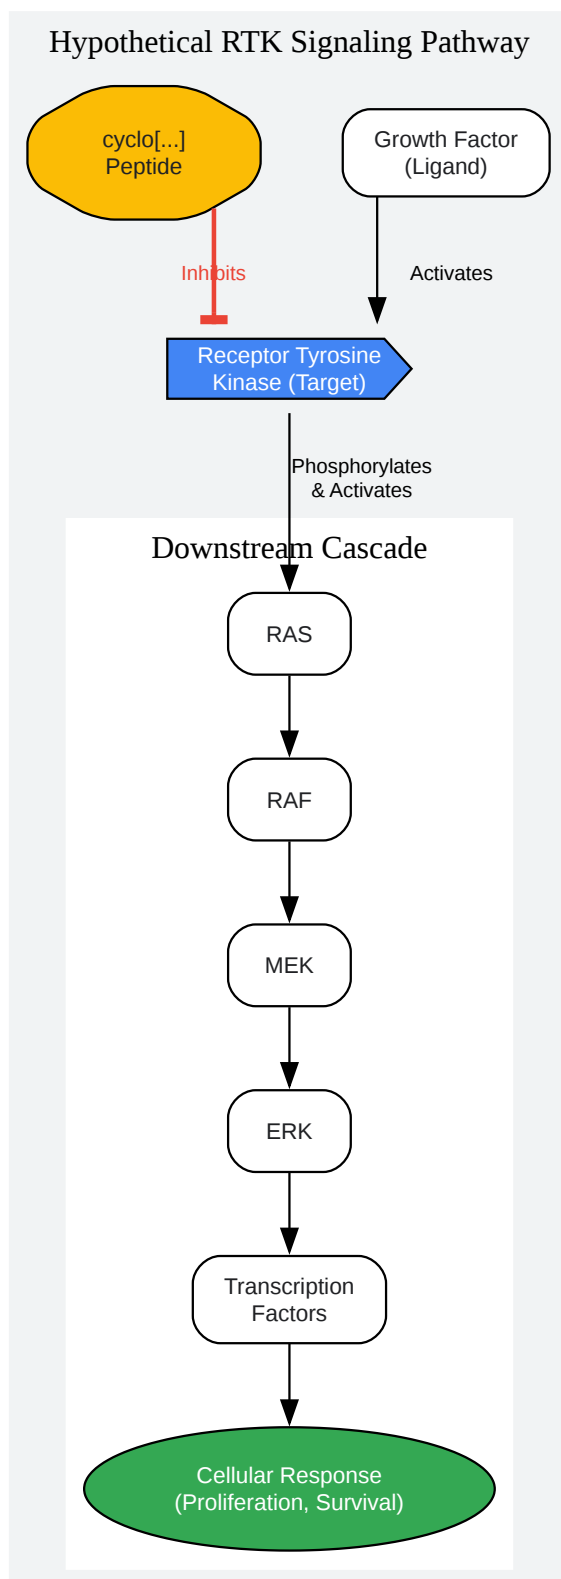 Hypothetical RTK Signaling Pathway
cyclo[...]
Peptide
Growth Factor
(Ligand)
Inhibits
Activates
Receptor Tyrosine
Kinase (Target)
Phosphorylates
& Activates
Downstream Cascade
RAS
RAF
MEK
ERK
Transcription
Factors
Cellular Response
(Proliferation, Survival)